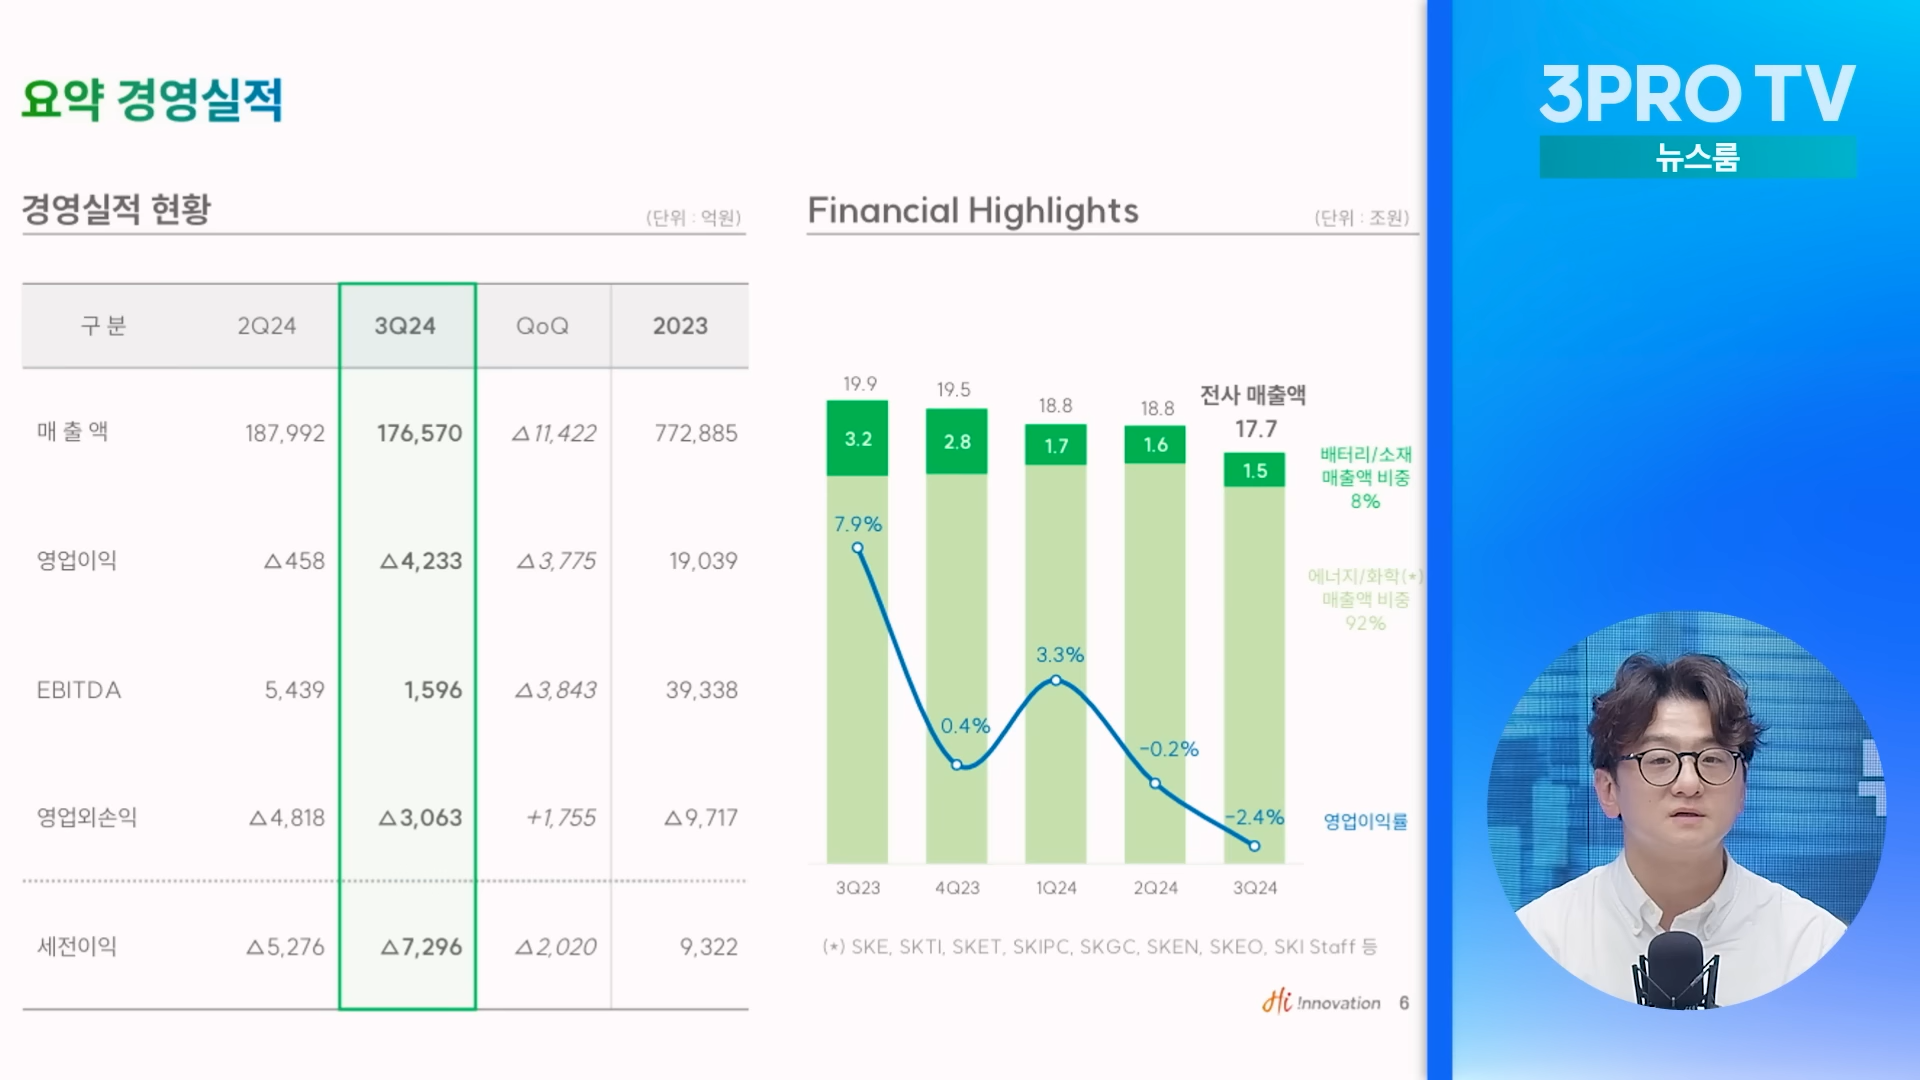 요약 경영실적
경영실적 현황 (단위 : 억원)
구 분 2Q24 3Q24 QoQ 2023
매 출 액 187,992 176,570 △11,422 772,885
영업이익 △458 △4,233 △3,775 19,039
EBITDA 5,439 1,596 △3,843 39,338
영업외손익 △4,818 △3,063 +1,755 △9,717
세전이익 △5,276 △7,296 △2,020 9,322
Financial Highlights (단위 : 조원)
19.9 19.5 18.8 18.8 전사 매출액
17.7
3.2 2.8 1.7 1.6 1.5
배터리/소재
매출액 비중
8%
에너지/화학(*)
매출액 비중
92%
7.9% 0.4% 3.3% -0.2% -2.4%
영업이익률
3Q23 4Q23 1Q24 2Q24 3Q24
(*) SKE, SKTI, SKET, SKIPC, SKGC, SKEN, SKEO, SKI Staff 등
Hi !nnovation 6
3PRO TV
뉴스룸